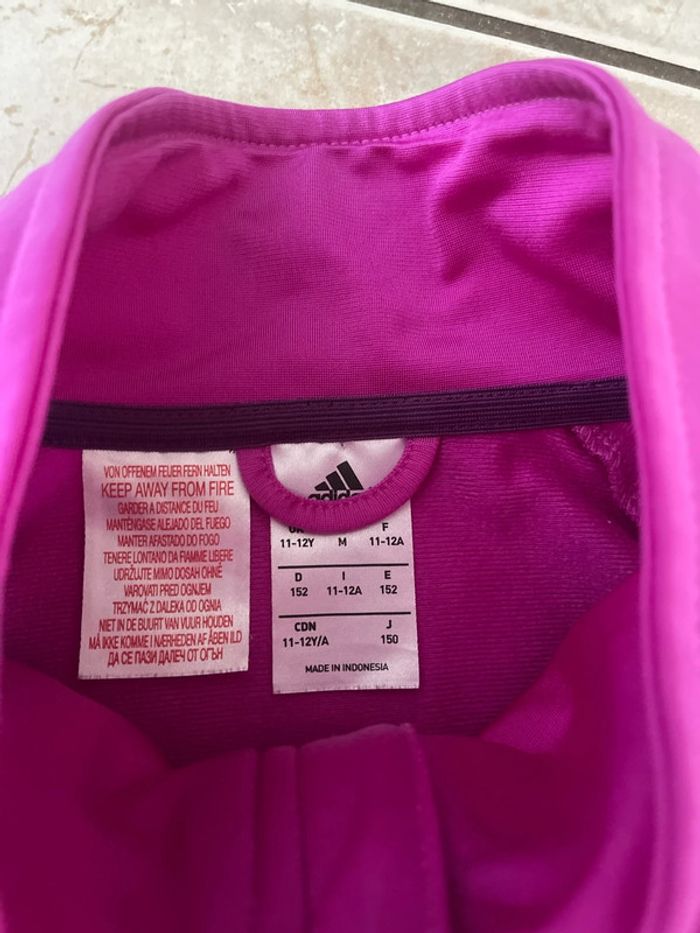 VON OFFENEM FEUER FERN HALTEN
KEEP AWAY FROM FIRE
GARDER A DISTANCE DU FEU
MANTÉNGASE ALEJADO DEL FUEGO
MANTER AFASTADO DO FOGO
TENERE LONTANO DA FIAMME LIBERE
UDRŽUJTE MIMO DOSAH OHNĚ
VAROVATI PRED OGNJEM
TRZYMAĆ Z DALEKA OD OGNIA
NIET IN DE BUURT VAN VUUR HOUDEN
MÅ IKKE KOMME I NÆRHEDEN AF ÅBEN ILD
ДА СЕ ПАЗИ ДАЛЕЧ ОТ ОГЪН
adidas
F
11-12Y M 11-12A
D I E
152 11-12A 152
CDN J
11-12Y/A 150
MADE IN INDONESIA